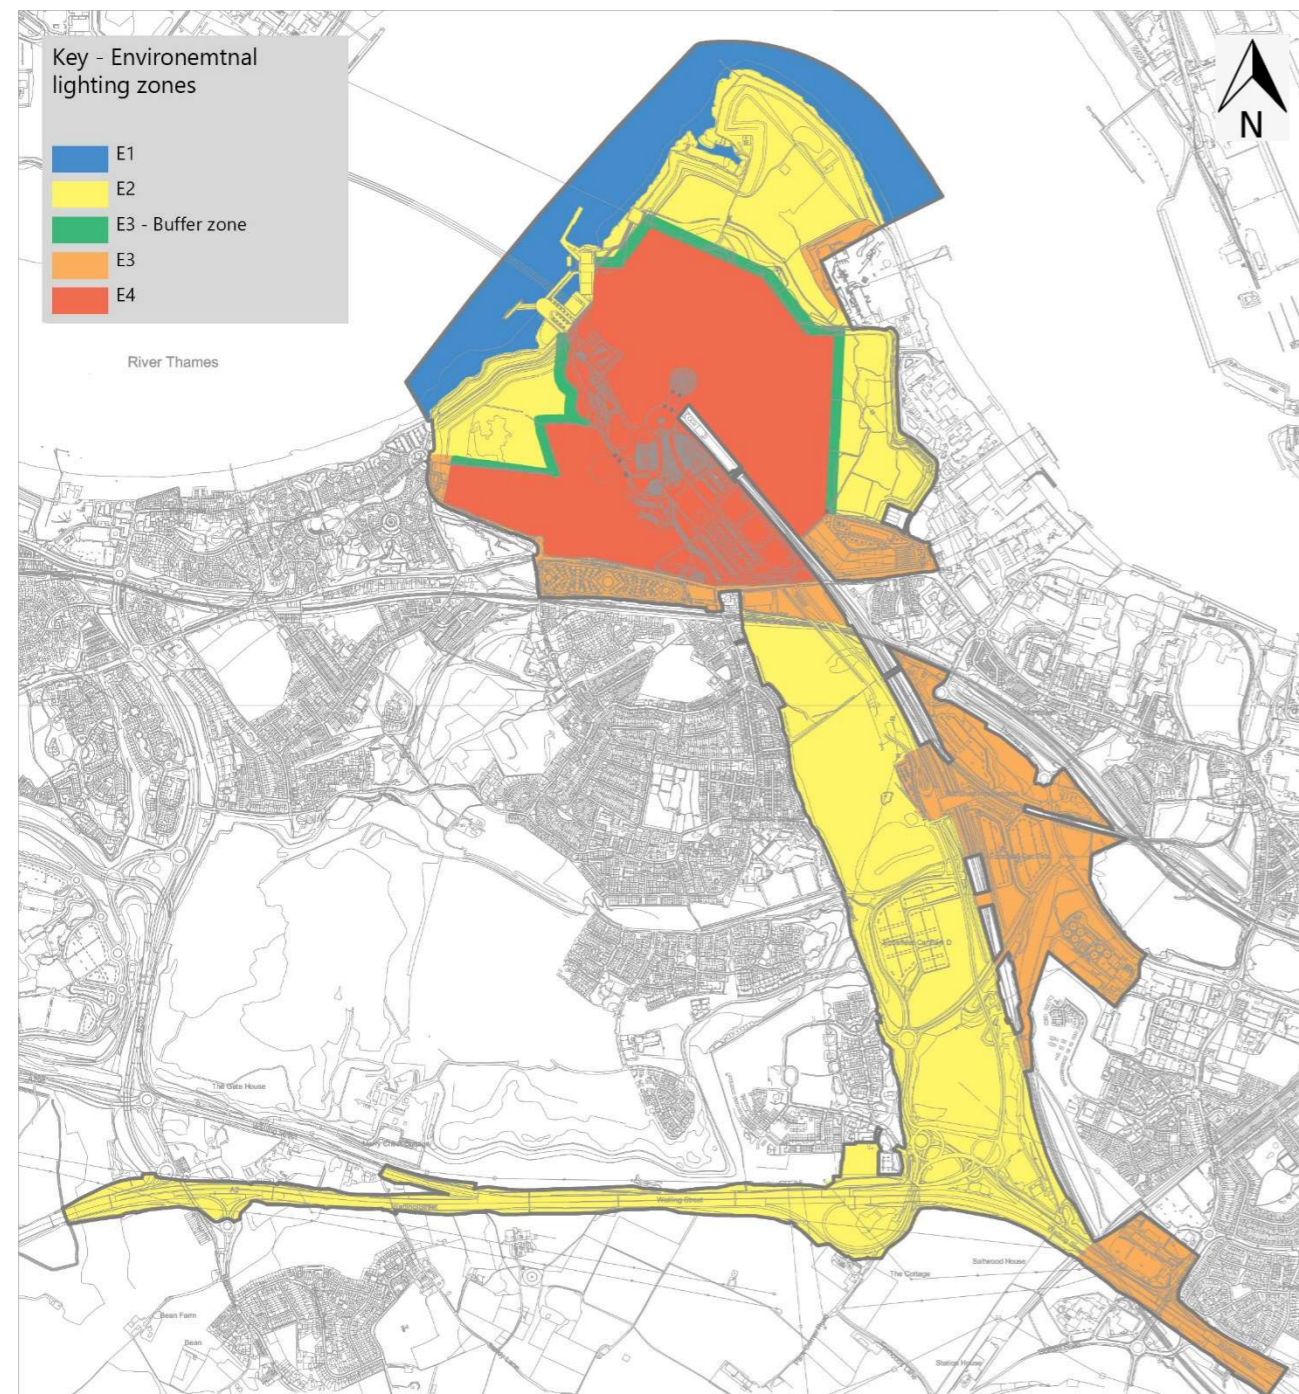 Key - Environemtnal
lighting zones
E1
E2
E3 - Buffer zone
E3
E4
N
River Thames
The Gate House
A2
Watling Street
The Cottage
Saltwood House
Bean Farm
Bean
Station House